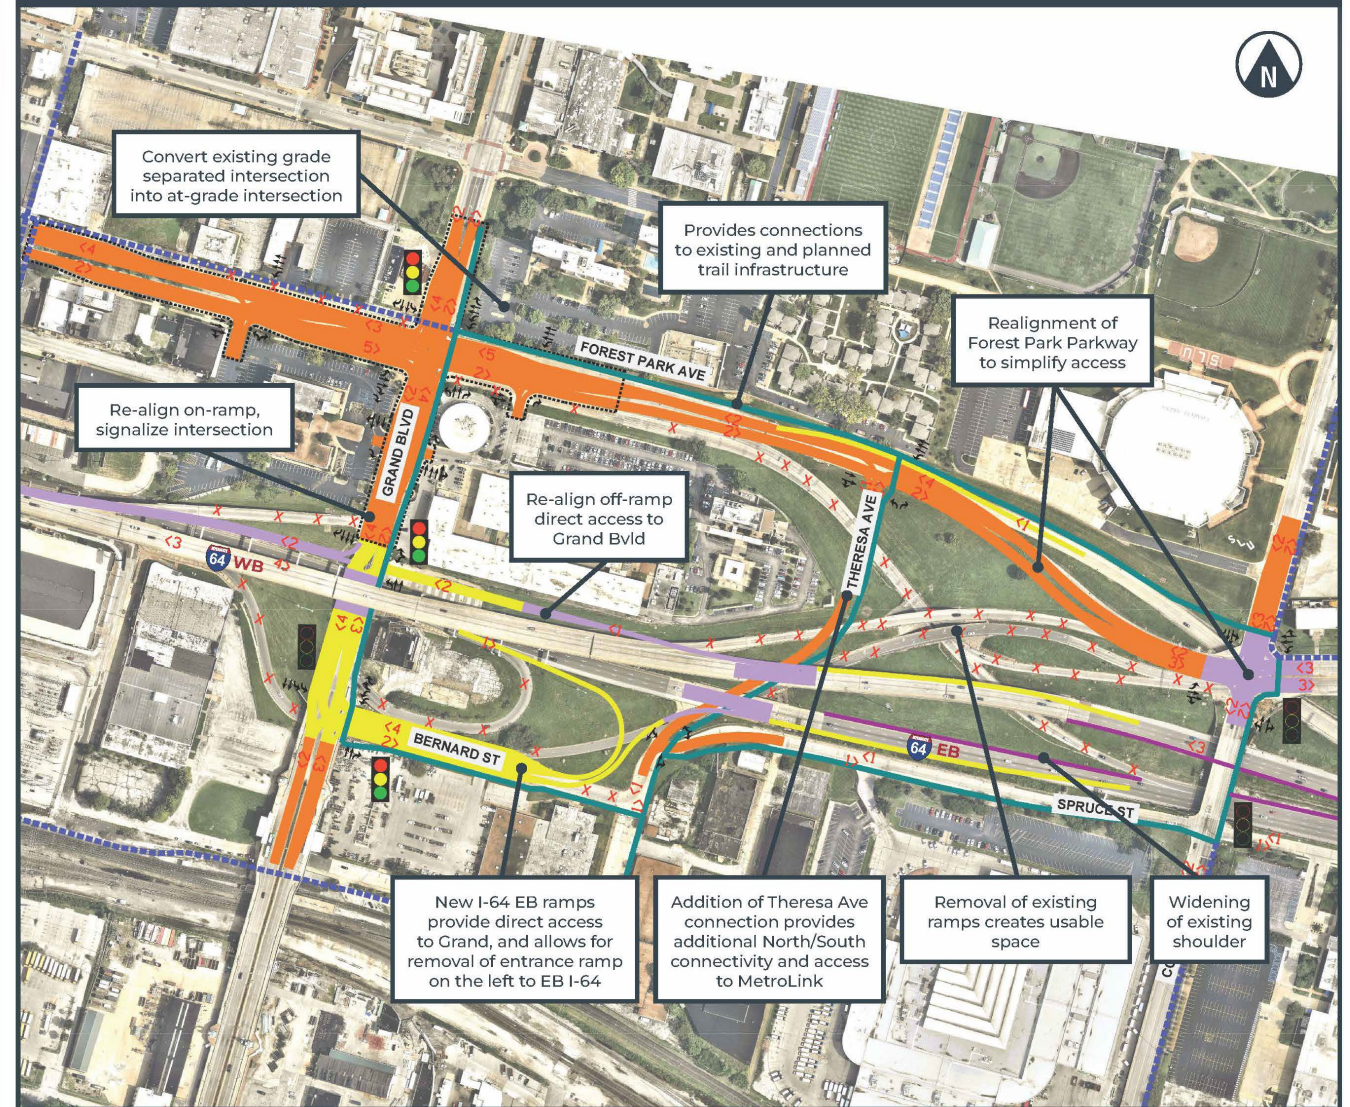 N
Convert existing grade
separated intersection
into at-grade intersection
Provides connections
to existing and planned
trail infrastructure
Realignment of
Forest Park Parkway
to simplify access
FOREST PARK AVE
SLU
Re-align on-ramp,
signalize intersection
GRAND BLVD
Re-align off-ramp
direct access to
Grand Bvld
THERESA AVE
SLU
64 WB
BERNARD ST
64 EB
SPRUCE ST
New I-64 EB ramps
provide direct access
to Grand, and allows for
removal of entrance ramp
on the left to EB I-64
Addition of Theresa Ave
connection provides
additional North/South
connectivity and access
to MetroLink
Removal of existing
ramps creates usable
space
Widening
of existing
shoulder